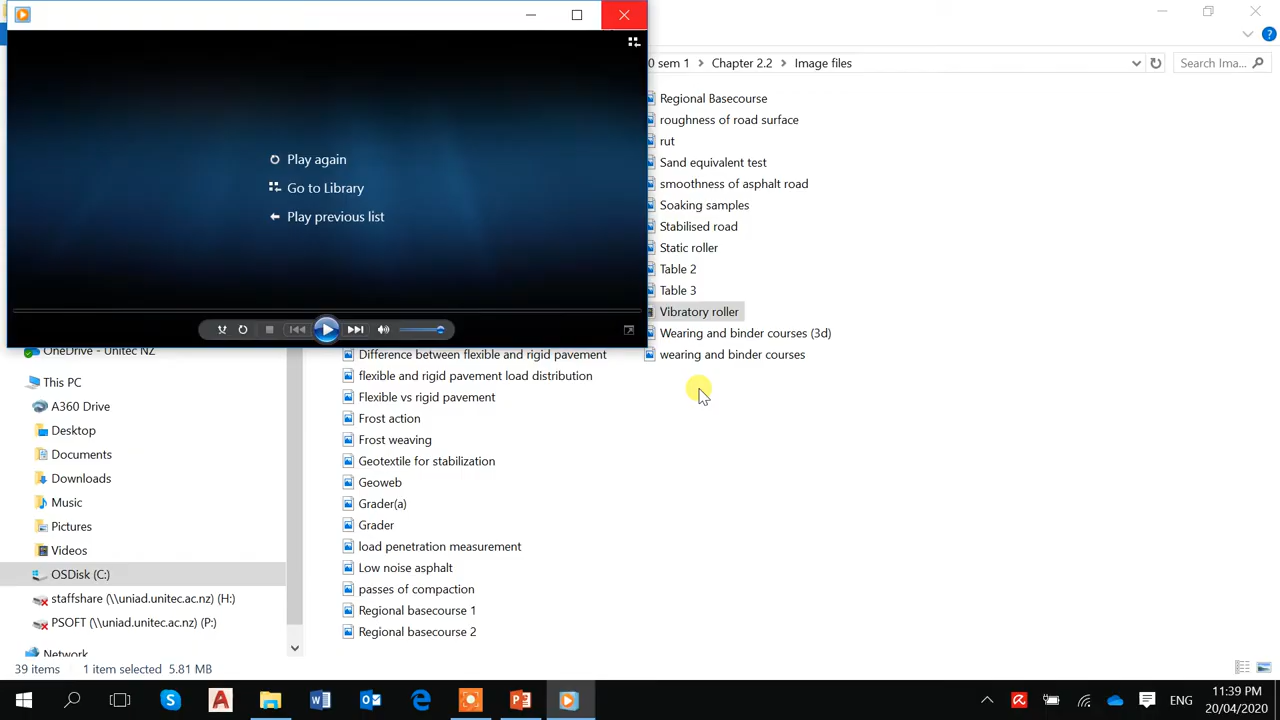 0 sem 1 > Chapter 2.2 > Image files
Search Ima...
Play again
Go to Library
Play previous list
Regional Basecourse
roughness of road surface
rut
Sand equivalent test
smoothness of asphalt road
Soaking samples
Stabilised road
Static roller
Table 2
Table 3
Vibratory roller
Wearing and binder courses (3d)
wearing and binder courses
OneDrive - Unitec NZ
This PC
A360 Drive
Desktop
Documents
Downloads
Music
Pictures
Videos
OSDisk (C:)
staffshare (\\uniad.unitec.ac.nz) (H:)
PSOFT (\\uniad.unitec.ac.nz) (P:)
Network
Difference between flexible and rigid pavement
flexible and rigid pavement load distribution
Flexible vs rigid pavement
Frost action
Frost weaving
Geotextile for stabilization
Geoweb
Grader(a)
Grader
load penetration measurement
Low noise asphalt
passes of compaction
Regional basecourse 1
Regional basecourse 2
39 items 1 item selected 5.81 MB
ENG
11:39 PM
20/04/2020